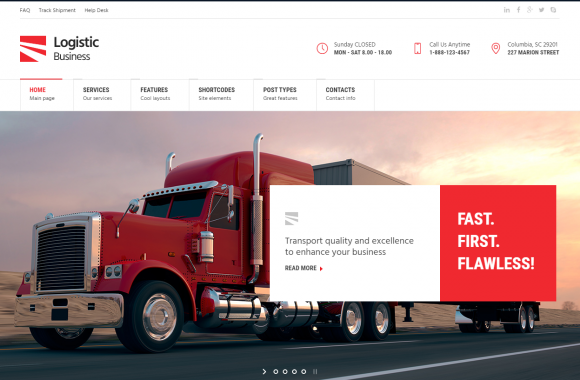 FAQ Track Shipment Help Desk
Logistic
Business
Sunday CLOSED
MON - SAT 8.00 - 18.00
Call Us Anytime
1-888-123-4567
Columbia, SC 29201
227 MARION STREET
HOME
Main page
SERVICES
Our services
FEATURES
Cool layouts
SHORTCODES
Site elements
POST TYPES
Great features
CONTACTS
Contact info
Transport quality and excellence
to enhance your business
READ MORE
FAST.
FIRST.
FLAWLESS!